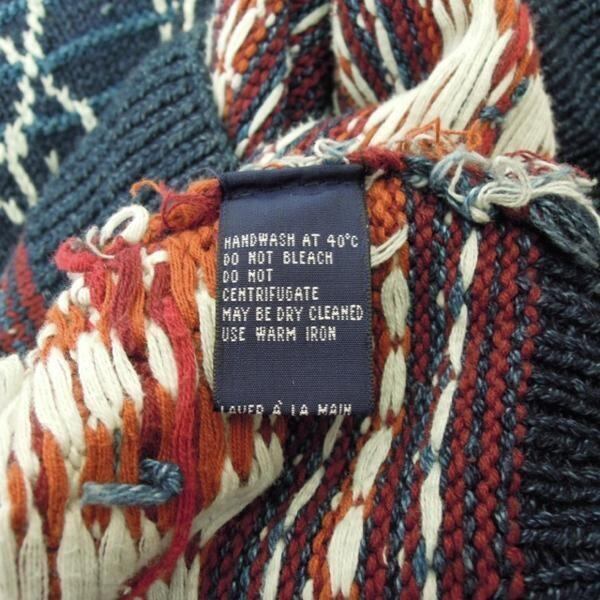 HANDWASH AT 40°C
DO NOT BLEACH
DO NOT
CENTRIFUGATE
MAY BE DRY CLEANED
USE WARM IRON
LAVER À LA MAIN